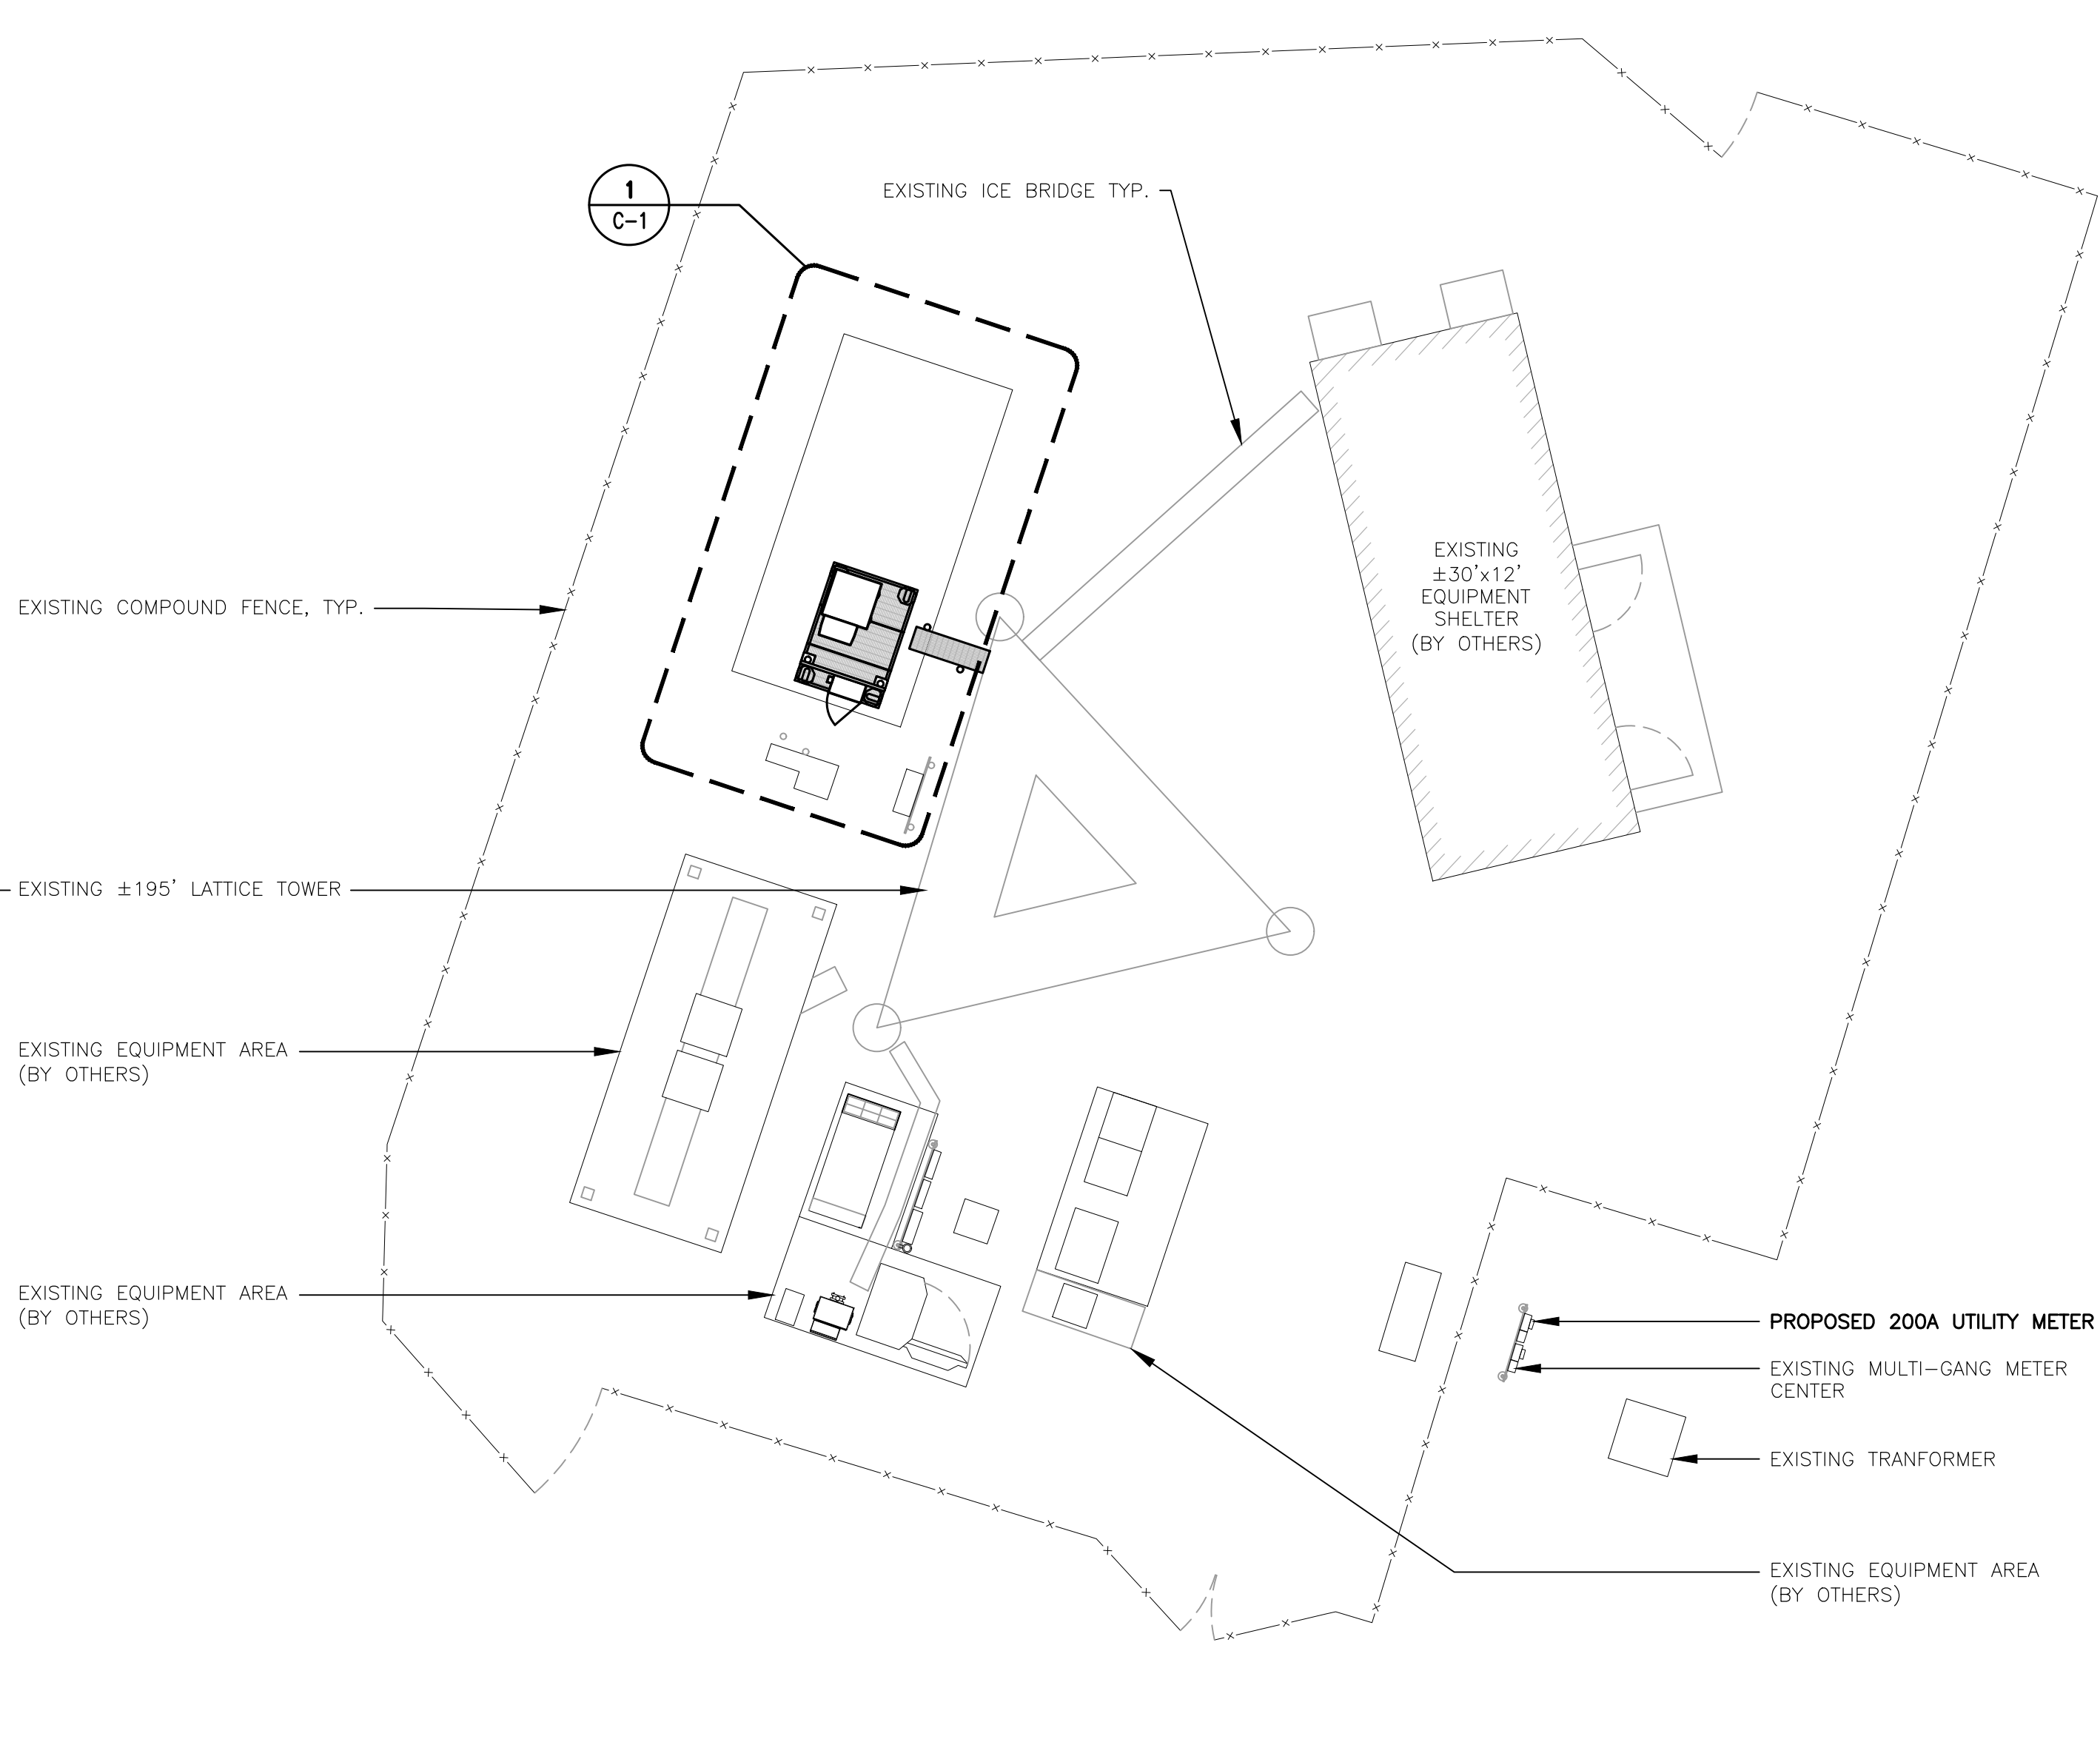 1
C-1
EXISTING ICE BRIDGE TYP.
EXISTING
±30'x12'
EQUIPMENT
SHELTER
(BY OTHERS)
EXISTING COMPOUND FENCE, TYP.
EXISTING ±195' LATTICE TOWER
EXISTING EQUIPMENT AREA
(BY OTHERS)
EXISTING EQUIPMENT AREA
(BY OTHERS)
PROPOSED 200A UTILITY METER
EXISTING MULTI-GANG METER
CENTER
EXISTING TRANFORMER
EXISTING EQUIPMENT AREA
(BY OTHERS)